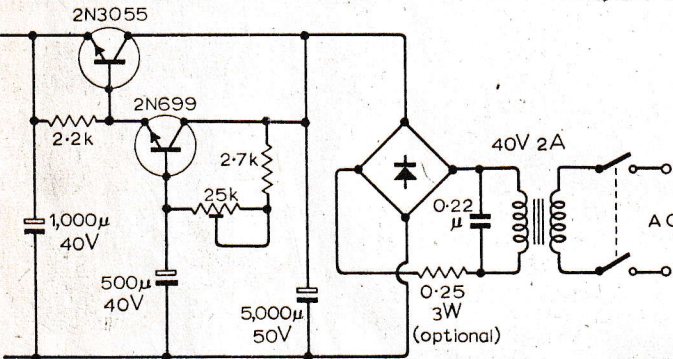 2N3055
2N699
2.2k
2.7k
25k
1,000μ
40V
500μ
40V
5,000μ
50V
40V 2A
0.22
μ
0.25
3W
(optional)
A C